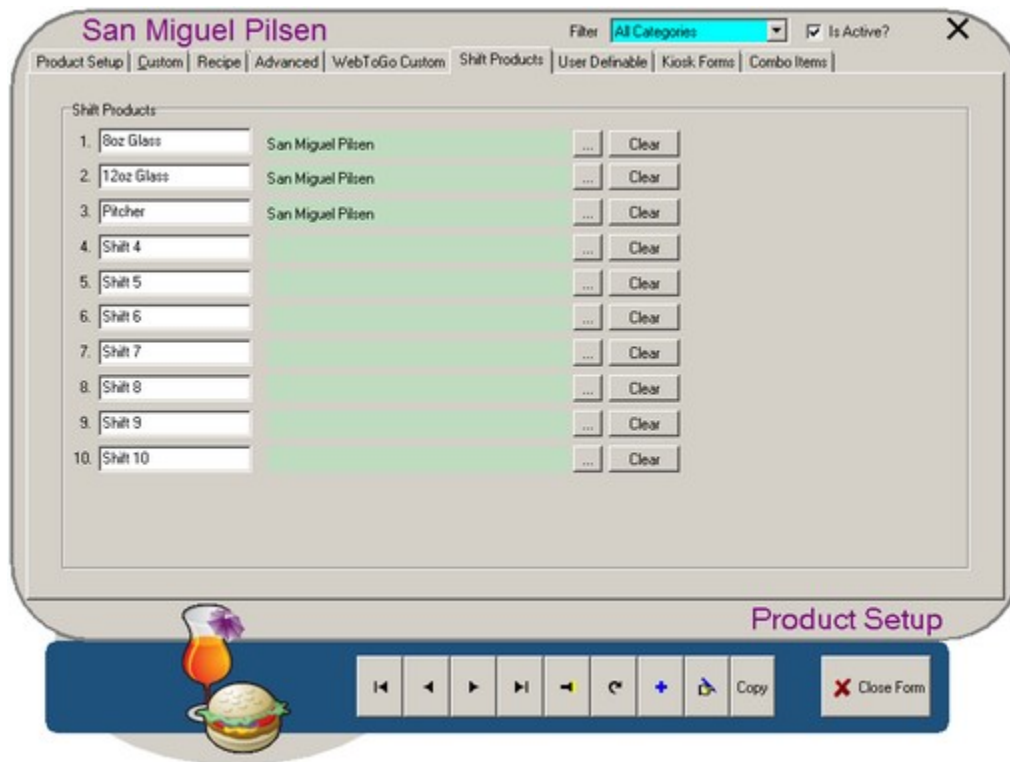 San Miguel Pilsen Filter All Categories Is Active?
Product Setup Custom Recipe Advanced WebToGo Custom Shift Products User Definable Kiosk Forms Combo Items
Shift Products
1. 8oz Glass San Miguel Pilsen ... Clear
2. 12oz Glass San Miguel Pilsen ... Clear
3. Pitcher San Miguel Pilsen ... Clear
4. Shift 4 ... Clear
5. Shift 5 ... Clear
6. Shift 6 ... Clear
7. Shift 7 ... Clear
8. Shift 8 ... Clear
9. Shift 9 ... Clear
10. Shift 10 ... Clear
Product Setup
Copy Close Form